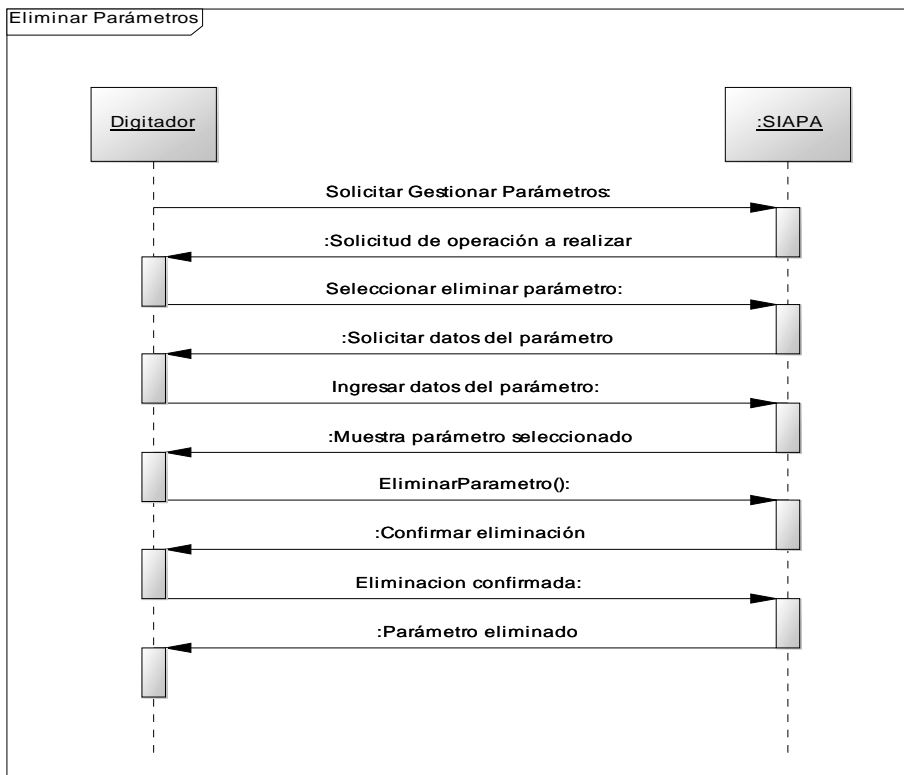 Eliminar Parámetros
Digitador
:SIAPA
Solicitar Gestionar Parámetros:
:Solicitud de operación a realizar
Seleccionar eliminar parámetro:
:Solicitar datos del parámetro
Ingresar datos del parámetro:
:Muestra parámetro seleccionado
EliminarParametro():
:Confirmar eliminación
Eliminacion confirmada:
:Parámetro eliminado